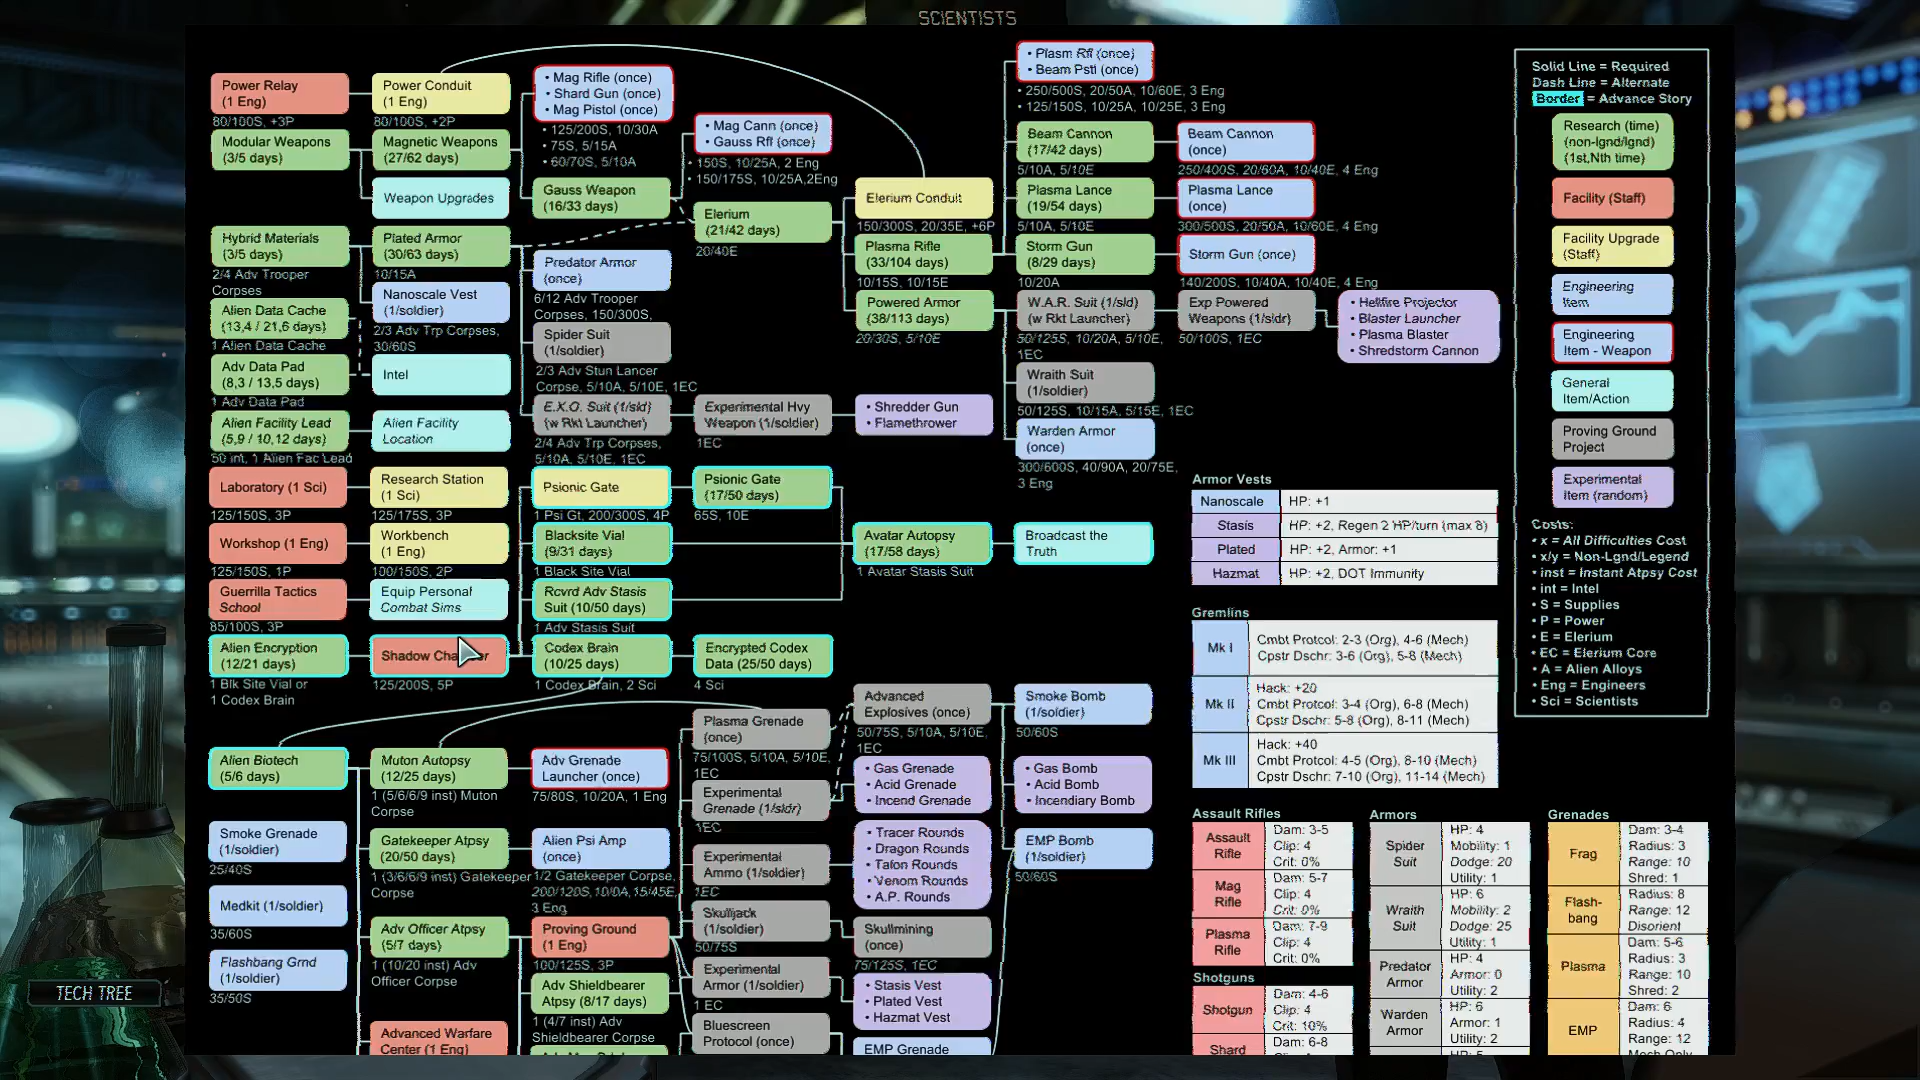 SCIENTISTS
Power Relay
(1 Eng)
80/100S, +3P
Power Conduit
(1 Eng)
80/100S, +2P
• Mag Rifle (once)
• Shard Gun (once)
• Mag Pistol (once)
• 125/200S, 10/30A
• 75S, 5/15A
• 60/70S, 5/10A
• Mag Cann (once)
• Gauss Rfl (once)
• 150S, 10/25A, 2 Eng
• 150/175S, 10/25A,2Eng
• Plasm Rfl (once)
• Beam Pstl (once)
• 250/500S, 20/50A, 10/60E, 3 Eng
• 125/150S, 10/25A, 10/25E, 3 Eng
Modular Weapons
(3/5 days)
Magnetic Weapons
(27/62 days)
Weapon Upgrades
Gauss Weapon
(16/33 days)
Elerium
(21/42 days)
20/40E
Elerium Conduit
150/300S, 20/35E, +6P
Beam Cannon
(17/42 days)
5/10A, 5/10E
Beam Cannon
(once)
250/400S, 20/60A, 10/40E, 4 Eng
Plasma Lance
(19/54 days)
5/10A, 5/10E
Plasma Lance
(once)
300/500S, 20/50A, 10/60E, 4 Eng
Hybrid Materials
(3/5 days)
2/4 Adv Trooper
Corpses
Plated Armor
(30/63 days)
10/15A
Predator Armor
(once)
6/12 Adv Trooper
Corpses, 150/300S,
Plasma Rifle
(33/104 days)
10/15S, 10/15E
Storm Gun
(8/29 days)
10/20A
Storm Gun (once)
140/200S, 10/40A, 10/40E, 4 Eng
Nanoscale Vest
(1/soldier)
2/3 Adv Trp Corpses,
30/60S
Alien Data Cache
(13,4 / 21,6 days)
1 Alien Data Cache
Spider Suit
(1/soldier)
2/3 Adv Stun Lancer
Corpse, 5/10A, 5/10E, 1EC
Powered Armor
(38/113 days)
20/30S, 5/10E
W.A.R. Suit (1/sld)
(w Rkt Launcher)
50/125S, 10/20A, 5/10E,
1EC
Exp Powered
Weapons (1/sldr)
50/100S, 1EC
• Hellfire Projector
• Blaster Launcher
• Plasma Blaster
• Shredstorm Cannon
Adv Data Pad
(8,3 / 13,5 days)
1 Adv Data Pad
Intel
Wraith Suit
(1/soldier)
50/125S, 10/15A, 5/15E, 1EC
Alien Facility Lead
(5,9 / 10,12 days)
50 int, 1 Alien Fac Lead
Alien Facility
Location
E.X.O. Suit (1/sld)
(w Rkt Launcher)
2/4 Adv Trp Corpses,
5/10A, 5/10E, 1EC
Experimental Hvy
Weapon (1/soldier)
1EC
• Shredder Gun
• Flamethrower
Warden Armor
(once)
300/600S, 40/90A, 20/75E,
3 Eng
Laboratory (1 Sci)
125/150S, 3P
Research Station
(1 Sci)
125/175S, 3P
Psionic Gate
1 Psi Gt, 200/300S, 4P
Psionic Gate
(17/50 days)
65S, 10E
Workshop (1 Eng)
125/150S, 1P
Workbench
(1 Eng)
100/150S, 2P
Blacksite Vial
(9/31 days)
1 Black Site Vial
Avatar Autopsy
(17/58 days)
1 Avatar Stasis Suit
Broadcast the
Truth
Guerrilla Tactics
School
85/100S, 3P
Equip Personal
Combat Sims
Rcvrd Adv Stasis
Suit (10/50 days)
1 Adv Stasis Suit
Alien Encryption
(12/21 days)
1 Blk Site Vial or
1 Codex Brain
Shadow
125/200S, 5P
Codex Brain
(10/25 days)
1 Codex Brain, 2 Sci
Encrypted Codex
Data (25/50 days)
4 Sci
Alien Biotech
(5/6 days)
Muton Autopsy
(12/25 days)
1 (5/6/6/9 inst) Muton
Corpse
Adv Grenade
Launcher (once)
75/80S, 10/20A, 1 Eng
Plasma Grenade
(once)
75/100S, 5/10A, 5/10E,
1EC
Advanced
Explosives (once)
50/75S, 5/10A, 5/10E,
1EC
Smoke Bomb
(1/soldier)
50/60S
Experimental
Grenade (1/sldr)
1EC
• Gas Grenade
• Acid Grenade
• Incend Grenade
• Gas Bomb
• Acid Bomb
• Incendiary Bomb
Smoke Grenade
(1/soldier)
25/40S
Gatekeeper Atpsy
(20/50 days)
1 (3/6/6/9 inst) Gatekeeper
Corpse
Alien Psi Amp
(once)
1/2 Gatekeeper Corpse,
200/120S, 10/0A, 15/45E,
3 Eng
Experimental
Ammo (1/soldier)
1EC
• Tracer Rounds
• Dragon Rounds
• Talon Rounds
• Venom Rounds
• A.P. Rounds
EMP Bomb
(1/soldier)
50/60S
Medkit (1/soldier)
35/60S
Flashbang Grnd
(1/soldier)
35/50S
Adv Officer Atpsy
(5/7 days)
1 (10/20 inst) Adv
Officer Corpse
Proving Ground
(1 Eng)
100/125S, 3P
Skulljack
(1/soldier)
50/75S
Skullmining
(once)
75/125S, 1EC
Adv Shieldbearer
Atpsy (8/17 days)
1 (4/7 inst) Adv
Shieldbearer Corpse
Experimental
Armor (1/soldier)
1 EC
• Stasis Vest
• Plated Vest
• Hazmat Vest
Advanced Warfare
Center (1 Eng)
Bluescreen
Protocol (once)
EMP Grenade
Armor Vests
Nanoscale HP: +1
Stasis HP: +2, Regen 2 HP/turn (max 8)
Plated HP: +2, Armor: +1
Hazmat HP: +2, DOT Immunity
Gremlins
Mk I
Cmbt Protcol: 2-3 (Org), 4-6 (Mech)
Cpstr Dschr: 3-6 (Org), 5-8 (Mech)
Mk II
Hack: +20
Cmbt Protcol: 3-4 (Org), 6-8 (Mech)
Cpstr Dschr: 5-8 (Org), 8-11 (Mech)
Mk III
Hack: +40
Cmbt Protcol: 4-5 (Org), 8-10 (Mech)
Cpstr Dschr: 7-10 (Org), 11-14 (Mech)
Assault Rifles
Assault
Rifle
Dam: 3-5
Clip: 4
Crit: 0%
Mag
Rifle
Dam: 5-7
Clip: 4
Crit: 0%
Plasma
Rifle
Dam: 7-9
Clip: 4
Crit: 0%
Shotguns
Shotgun
Dam: 4-6
Clip: 4
Crit: 10%
Shard
Dam: 6-8
Armors
Spider
Suit
HP: 4
Mobility: 1
Dodge: 20
Utility: 1
Wraith
Suit
HP: 6
Mobility: 2
Dodge: 25
Utility: 1
Predator
Armor
HP: 4
Armor: 0
Utility: 2
Warden
Armor
HP: 6
Armor: 1
Utility: 2
Grenades
Frag
Dam: 3-4
Radius: 3
Range: 10
Shred: 1
Flash-
bang
Radius: 8
Range: 12
Disorient
Plasma
Dam: 5-6
Radius: 3
Range: 10
Shred: 2
EMP
Dam: 6
Radius: 4
Range: 12
Mech Only
Solid Line = Required
Dash Line = Alternate
Border = Advance Story
Research (time)
(non-lgnd/lgnd)
(1st,Nth time)
Facility (Staff)
Facility Upgrade
(Staff)
Engineering
Item
Engineering
Item - Weapon
General
Item/Action
Proving Ground
Project
Experimental
Item (random)
Costs:
• x = All Difficulties Cost
• x/y = Non-Lgnd/Legend
• inst = Instant Atpsy Cost
• int = Intel
• S = Supplies
• P = Power
• E = Elerium
• EC = Elerium Core
• A = Alien Alloys
• Eng = Engineers
• Sci = Scientists
TECH TREE